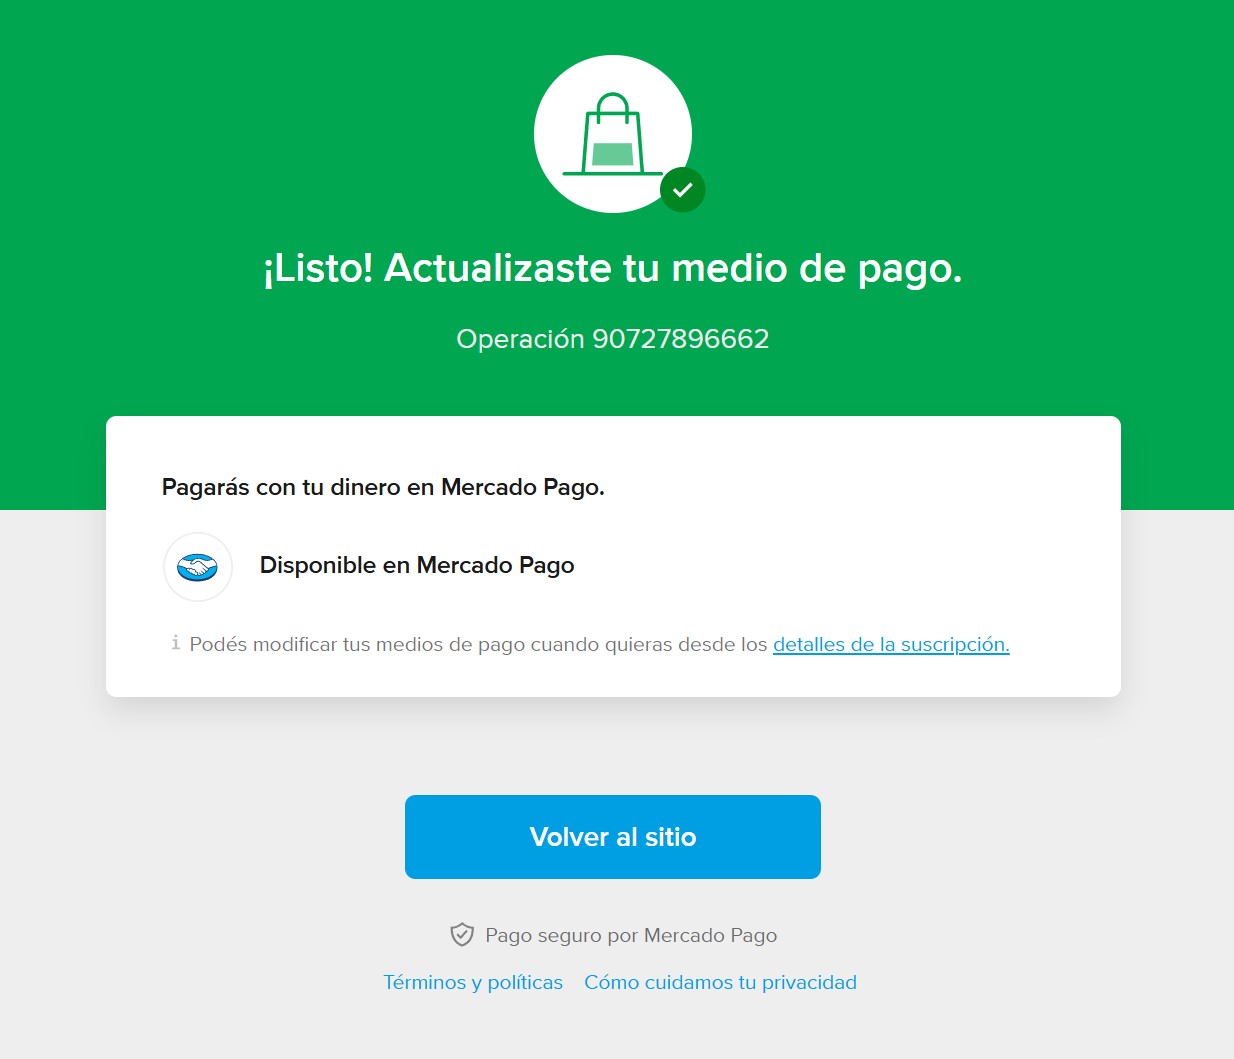 ¡Listo! Actualizaste tu medio de pago.
Operación 90727896662
Pagarás con tu dinero en Mercado Pago.
Disponible en Mercado Pago
Podés modificar tus medios de pago cuando quieras desde los detalles de la suscripción.
Volver al sitio
Pago seguro por Mercado Pago
Términos y políticas Cómo cuidamos tu privacidad